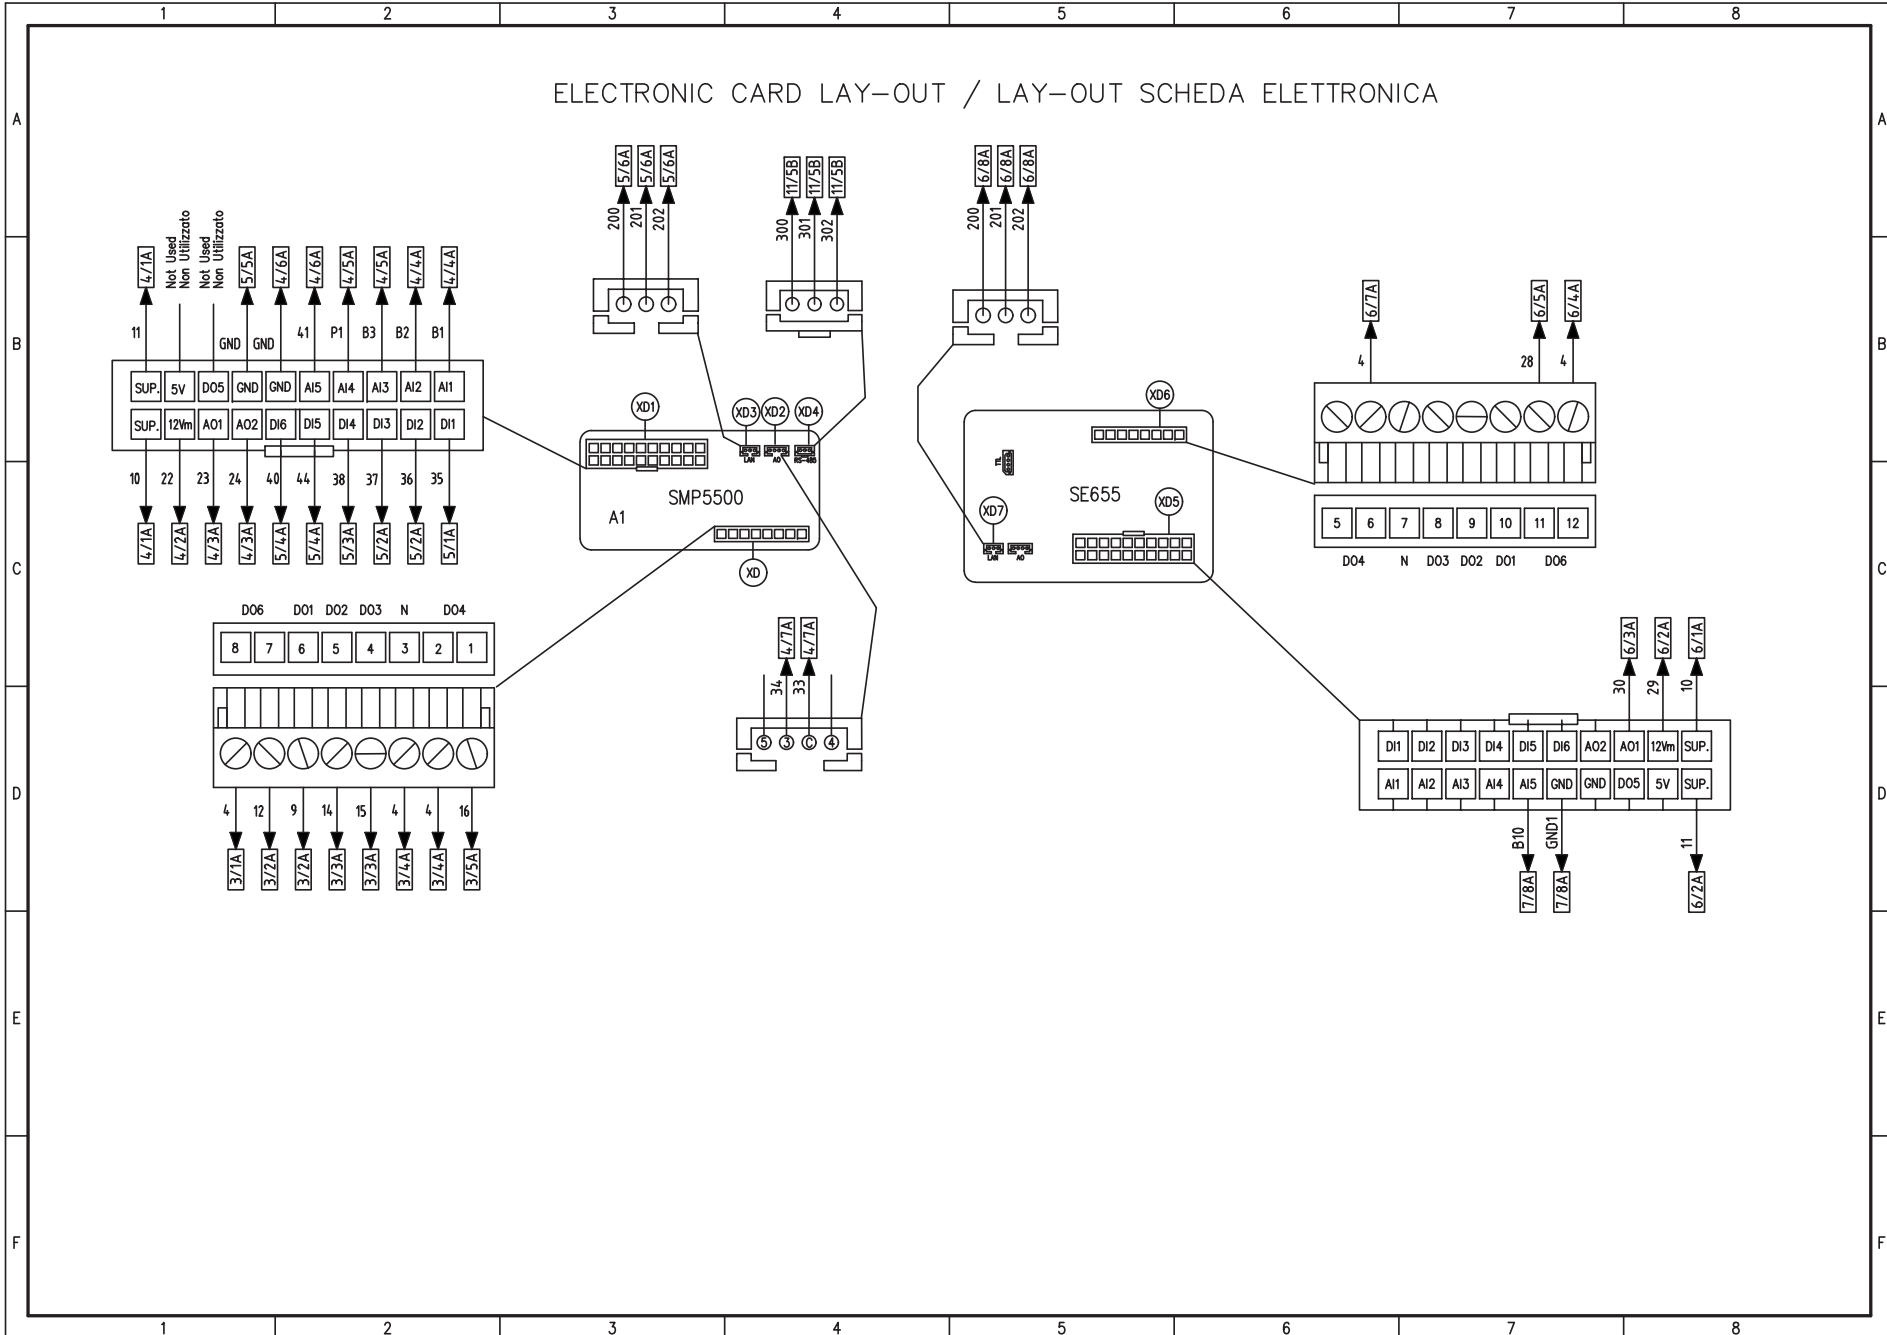 1 2 3 4 5 6 7 8
A A
ELECTRONIC CARD LAY-OUT / LAY-OUT SCHEDA ELETTRONICA
5/6A 5/6A 5/6A
200 201 202
11/5B 11/5B 11/5B
300 301 302
6/8A 6/8A 6/8A
200 201 202
4/1A
Not Used
Non Utilizzato
Not Used
Non Utilizzato
5/5A 4/6A 4/6A 4/5A 4/5A 4/4A 4/4A
11 GND GND 41 P1 B3 B2 B1
B B
SUP. 5V DO5 GND GND AI5 AI4 AI3 AI2 AI1
SUP. 12Vm AO1 AO2 DI6 DI5 DI4 DI3 DI2 DI1
10 22 23 24 40 44 38 37 36 35
4/1A 4/2A 4/3A 4/3A 5/4A 5/4A 5/3A 5/2A 5/2A 5/1A
XD1 XD3 XD2 XD4
LAN AO RS-485
SMP5500
A1
XD
XD6
TTL
SE655
XD7 XD5
LAN AO
6/7A 6/5A 6/4A
4 28 4
5 6 7 8 9 10 11 12
DO4 N DO3 DO2 DO1 DO6
C C
DO6 DO1 DO2 DO3 N DO4
8 7 6 5 4 3 2 1
4/7A 4/7A
34 33
5 3 C 4
6/3A 6/2A 6/1A
30 29 10
DI1 DI2 DI3 DI4 DI5 DI6 AO2 AO1 12Vm SUP.
AI1 AI2 AI3 AI4 AI5 GND GND DO5 5V SUP.
D D
4 12 9 14 15 4 4 16
3/1A 3/2A 3/2A 3/3A 3/3A 3/4A 3/4A 3/5A
B10 GND1 11
7/8A 7/8A 6/2A
E E
F F
1 2 3 4 5 6 7 8